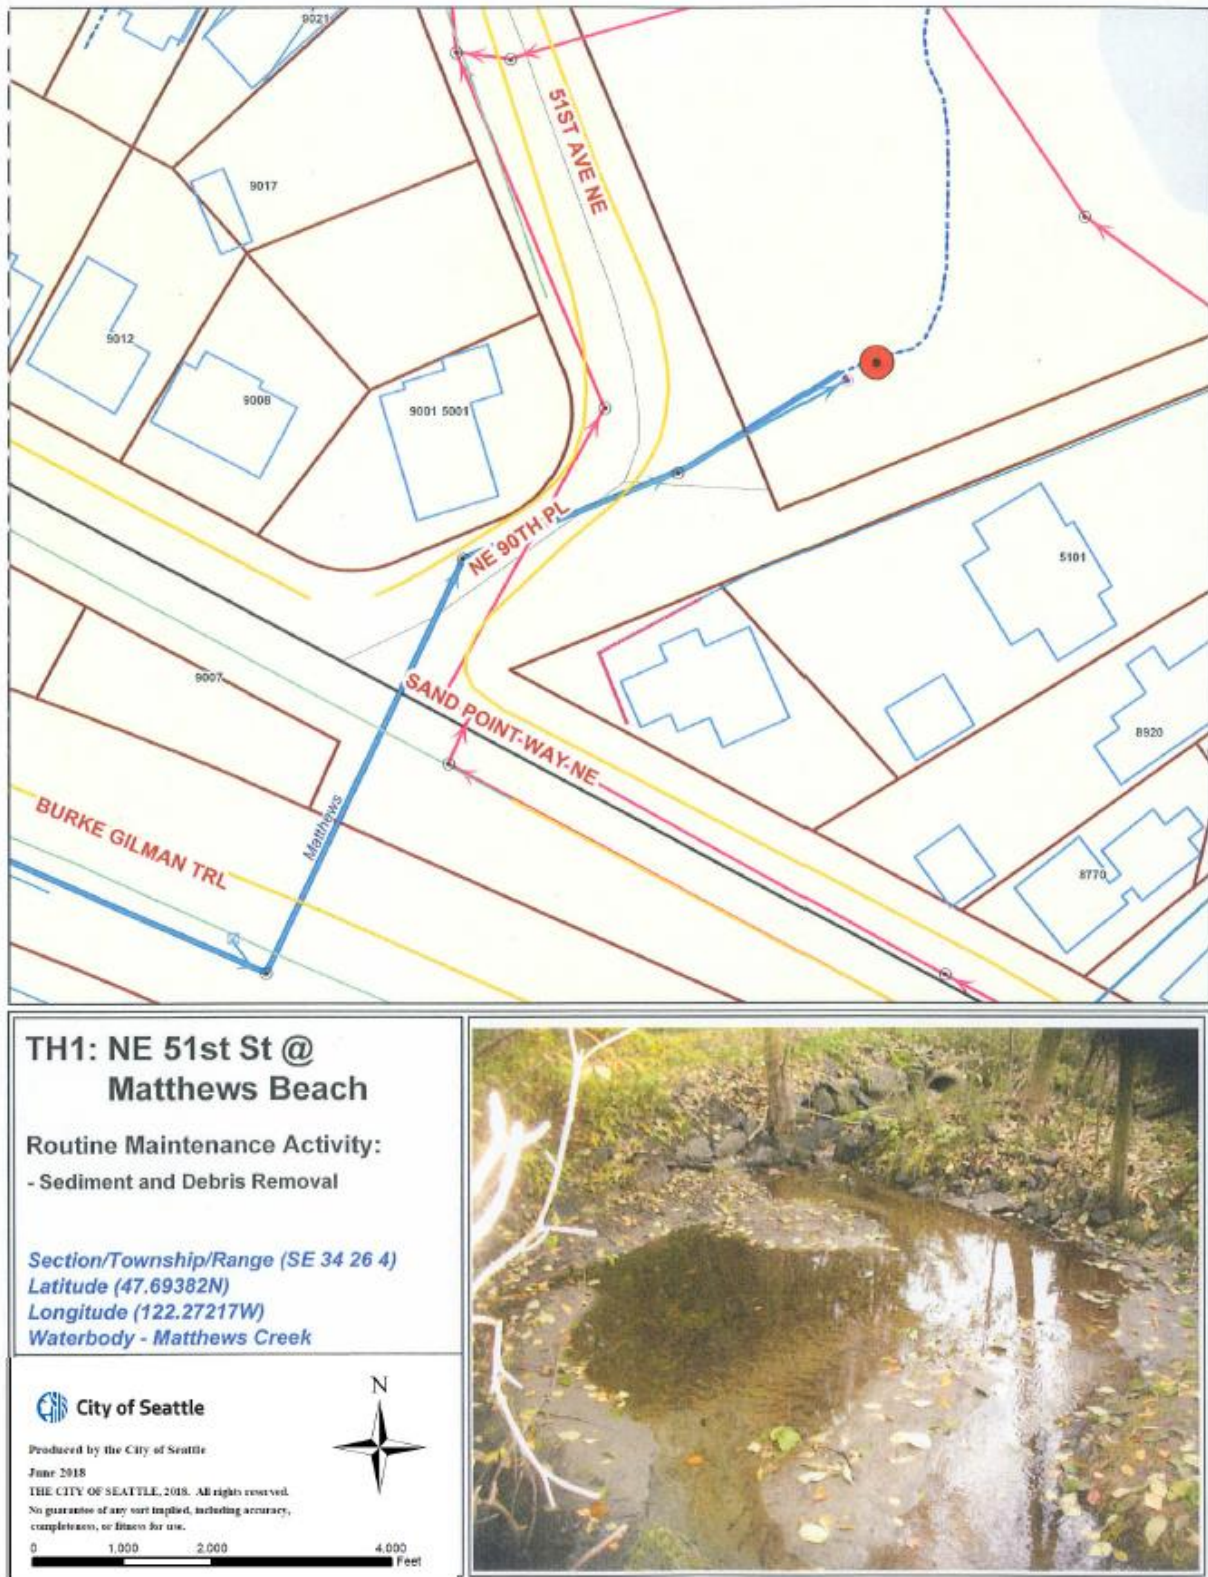 9021
51ST AVE NE
9017
9012
9008
9001 5001
NE 90TH PL
5101
9007
SAND POINT-WAY-NE
8920
Matthews
BURKE GILMAN TRL
8770
TH1: NE 51st St @
Matthews Beach
Routine Maintenance Activity:
- Sediment and Debris Removal
Section/Township/Range (SE 34 26 4)
Latitude (47.69382N)
Longitude (122.27217W)
Waterbody - Matthews Creek
N
City of Seattle
Produced by the City of Seattle
June 2018
THE CITY OF SEATTLE, 2018. All rights reserved.
No guarantee of any sort implied, including accuracy,
completeness, or fitness for use.
0 1,000 2,000 4,000
Feet